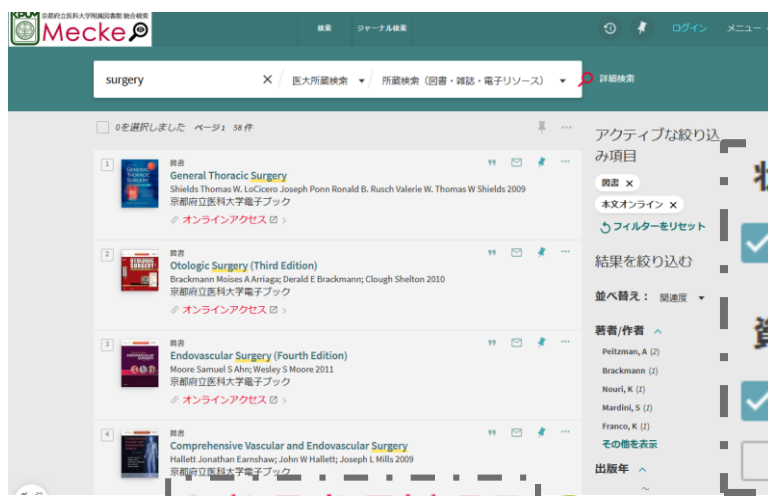 京都府立医科大学附属図書館 統合検索
KPUM
Mecke
検索 ジャーナル検索
ログイン メニュー
surgery × 医大所蔵検索 所蔵検索（図書・雑誌・電子リソース） 詳細検索
0を選択しました ページ1 58件
1
図書
General Thoracic Surgery
Shields Thomas W. LoCicero Joseph Ponn Ronald B. Rusch Valerie W. Thomas W Shields 2009
京都府立医科大学電子ブック
オンラインアクセス
2
図書
Otologic Surgery (Third Edition)
Brackmann Moises A Arriaga; Derald E Brackmann; Clough Shelton 2010
京都府立医科大学電子ブック
オンラインアクセス
3
図書
Endovascular Surgery (Fourth Edition)
Moore Samuel S Ahn; Wesley S Moore 2011
京都府立医科大学電子ブック
オンラインアクセス
4
図書
Comprehensive Vascular and Endovascular Surgery
Hallett Jonathan Earnshaw; John W Hallett; Joseph L Mills 2009
京都府立医科大学電子ブック
アクティブな絞り込
み項目
図書 ×
本文オンライン ×
フィルターをリセット
結果を絞り込む
並べ替え： 関連度
著者/作者
Peitzman, A (2)
Brackmann (1)
Nouri, K (1)
Mardini, S (1)
Franco, K (1)
その他を表示
出版年
～
資